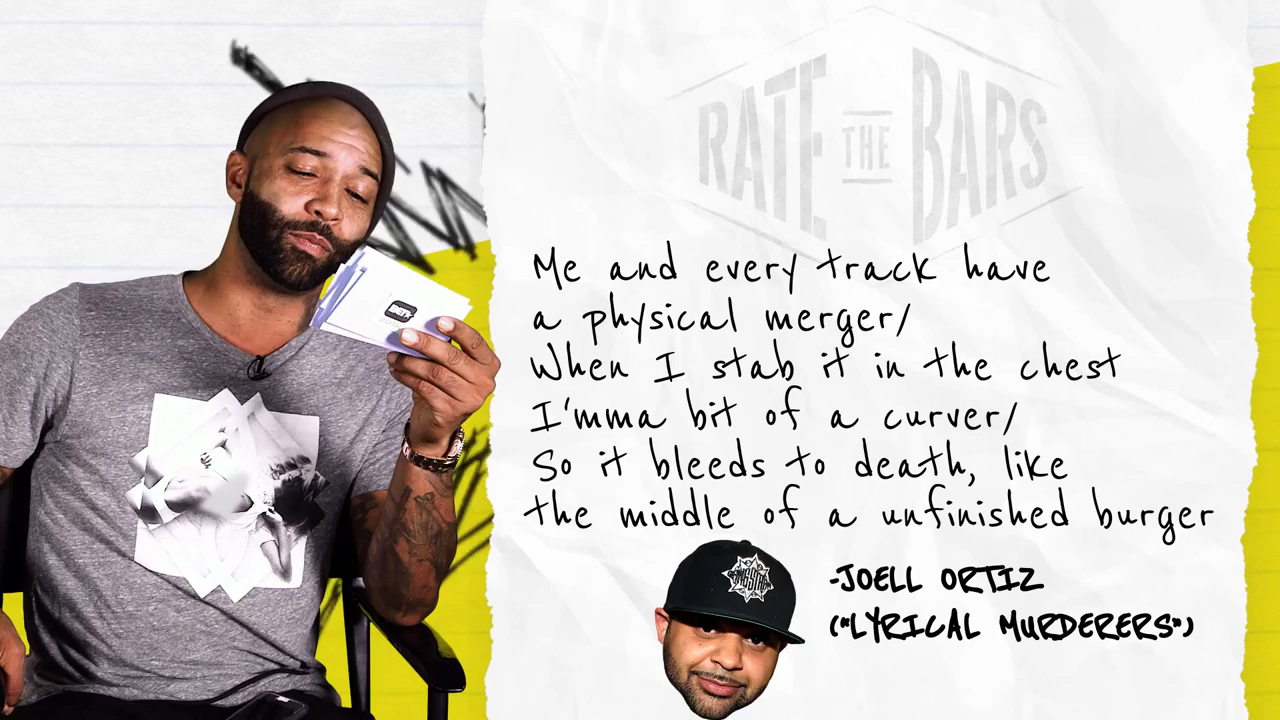 RATE THE BARS
Me and every track have
a physical merger/
When I stab it in the chest
I'mma bit of a curver/
So it bleeds to death, like
the middle of a unfinished burger
-JOELL ORTIZ
("LYRICAL MURDERERS")